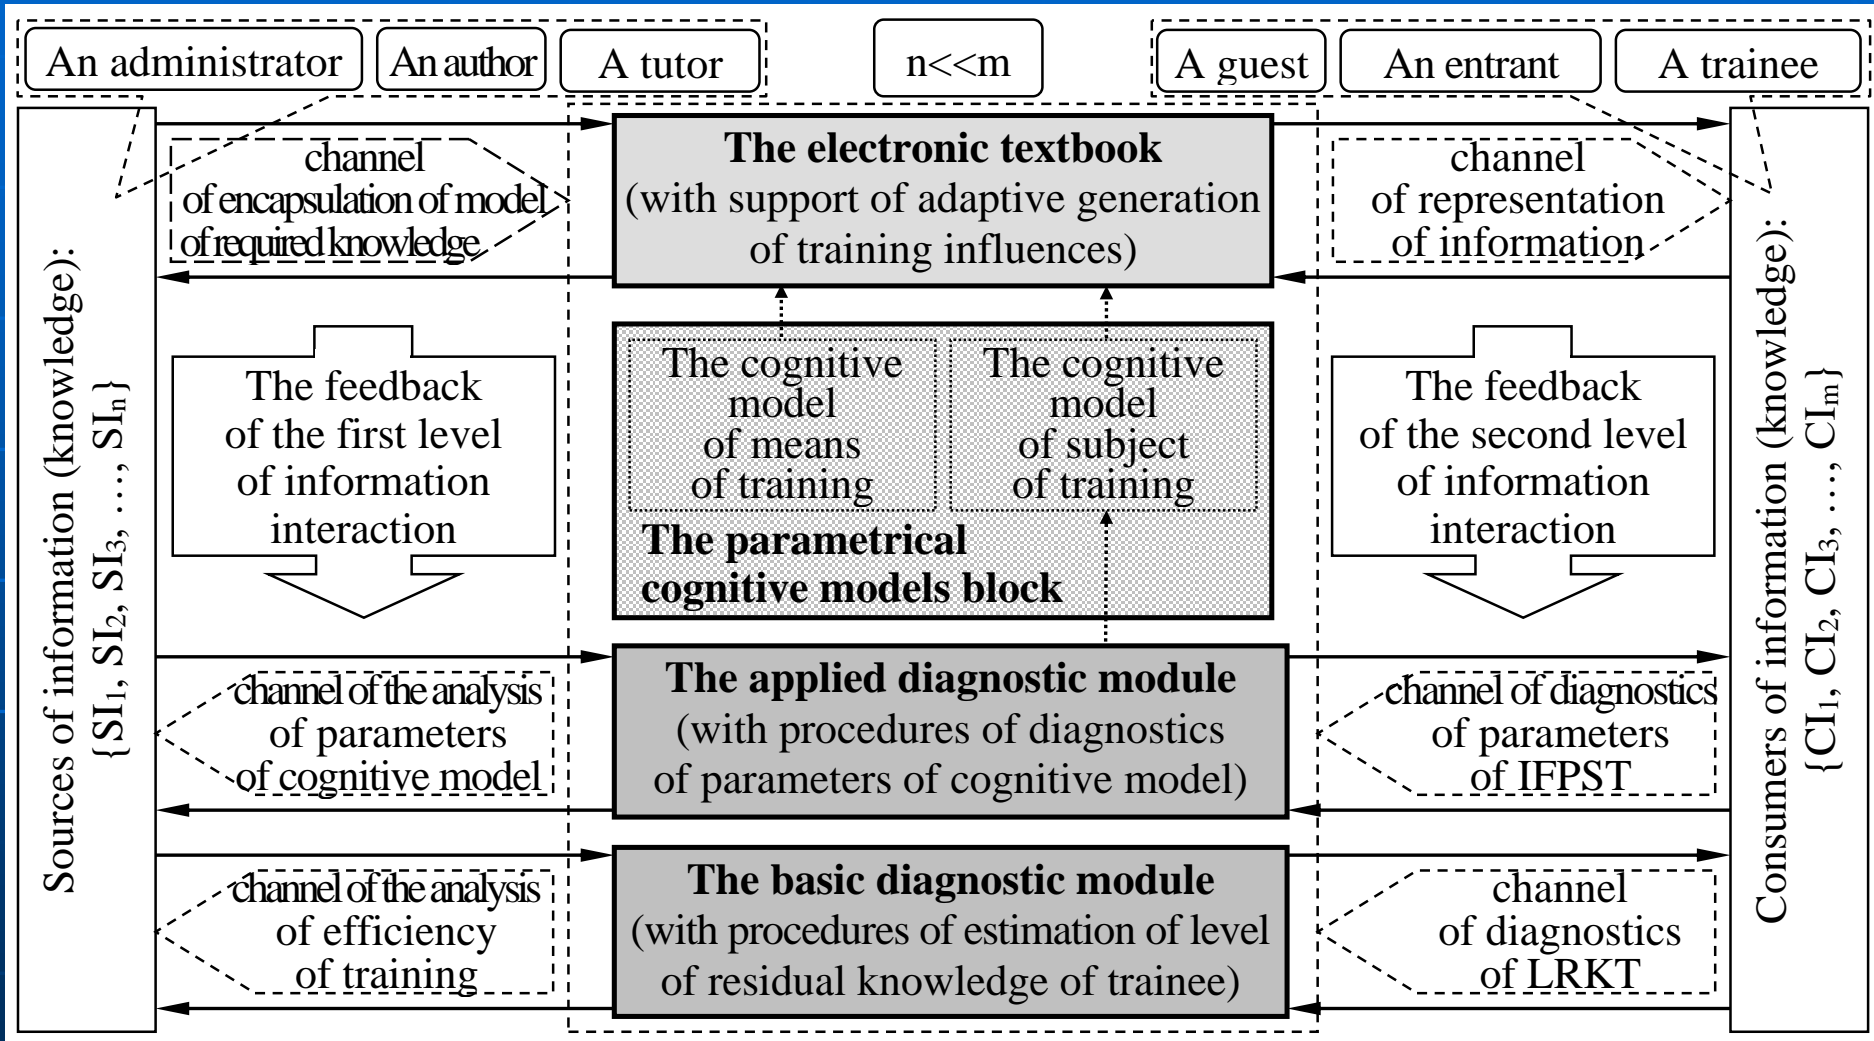 An administrator
An author
A tutor
n<<m
A guest
An entrant
A trainee
Sources of information (knowledge):
{SI1, SI2, SI3, …, SIn}
channel
of encapsulation of model
of required knowledge
The electronic textbook
(with support of adaptive generation
of training influences)
channel
of representation
of information
Consumers of information (knowledge):
{CI1, CI2, CI3, …, CIm}
The feedback
of the first level
of information
interaction
The cognitive
model
of means
of training
The cognitive
model
of subject
of training
The parametrical
cognitive models block
The feedback
of the second level
of information
interaction
channel of the analysis
of parameters
of cognitive model
The applied diagnostic module
(with procedures of diagnostics
of parameters of cognitive model)
channel of diagnostics
of parameters
of IFPST
channel of the analysis
of efficiency
of training
The basic diagnostic module
(with procedures of estimation of level
of residual knowledge of trainee)
channel
of diagnostics
of LRKT